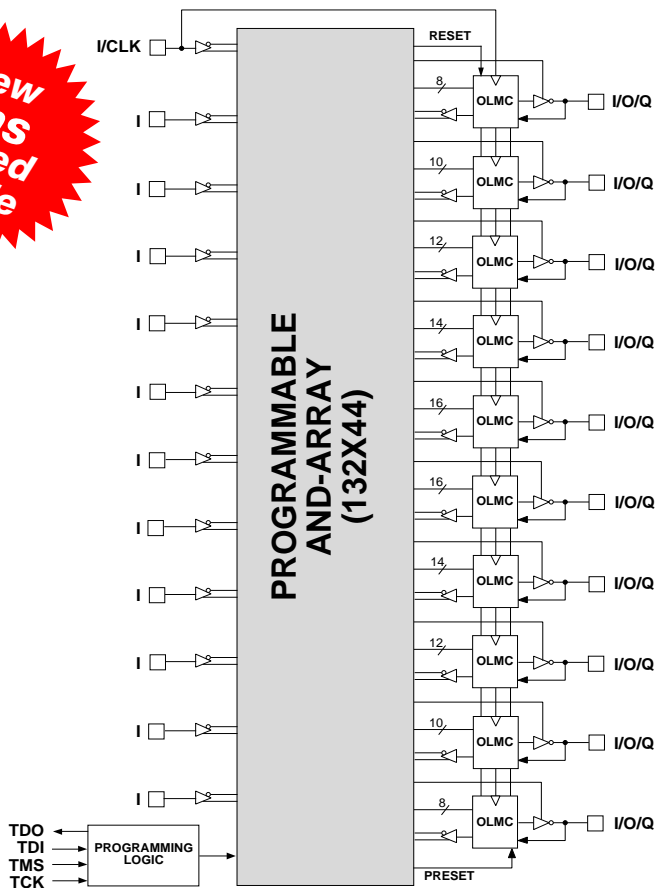 I/CLK
RESET
8
OLMC
I/O/Q
I
10
OLMC
I/O/Q
I
12
OLMC
I/O/Q
I
14
OLMC
I/O/Q
I
16
OLMC
I/O/Q
I
16
OLMC
I/O/Q
I
14
OLMC
I/O/Q
I
12
OLMC
I/O/Q
I
10
OLMC
I/O/Q
I
8
OLMC
I/O/Q
I
I
PRESET
PROGRAMMABLE
AND-ARRAY
(132X44)
TDO
TDI
TMS
TCK
PROGRAMMING
LOGIC